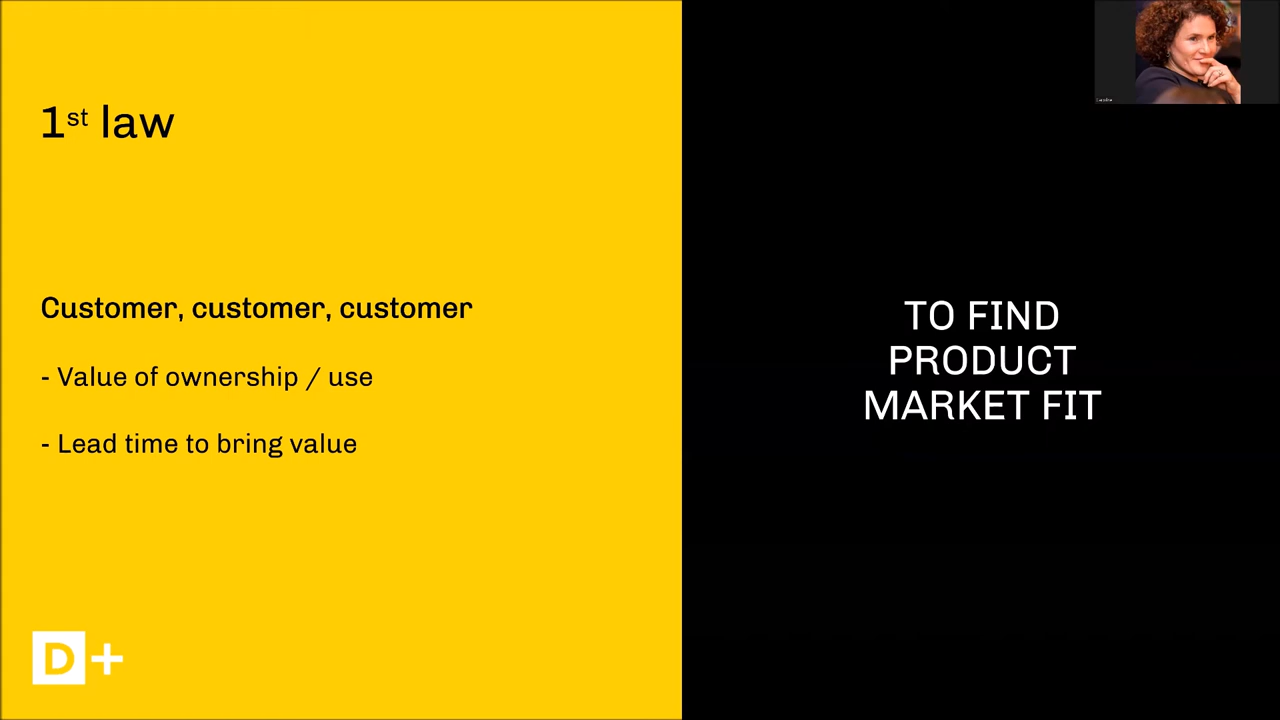 1st law
Customer, customer, customer
- Value of ownership / use
- Lead time to bring value
D+
TO FIND
PRODUCT
MARKET FIT